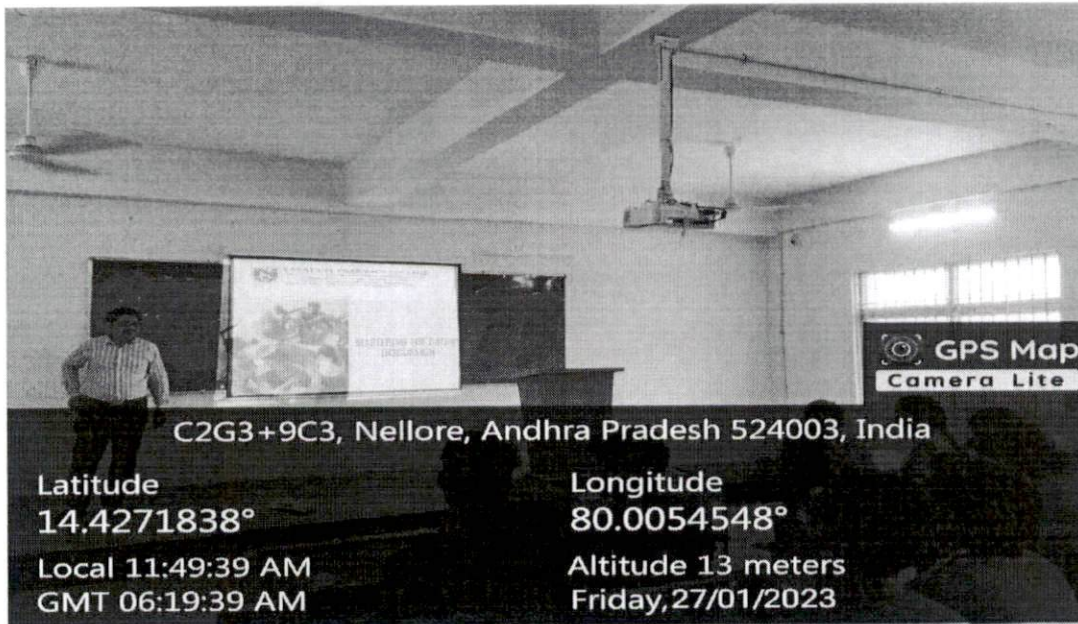 GPS Map
Camera Lite
C2G3+9C3, Nellore, Andhra Pradesh 524003, India
Latitude
14.4271838°
Longitude
80.0054548°
Local 11:49:39 AM
GMT 06:19:39 AM
Altitude 13 meters
Friday,27/01/2023